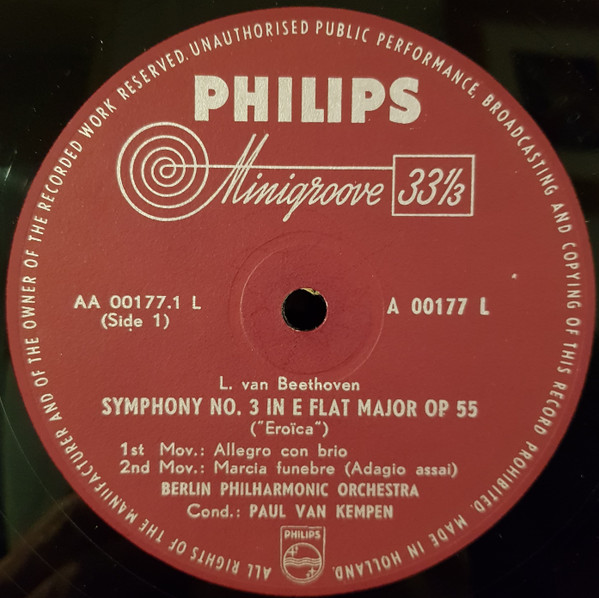 ALL RIGHTS OF THE MANUFACTURER AND OF THE OWNER OF THE RECORDED WORK RESERVED. UNAUTHORISED PUBLIC PERFORMANCE, BROADCASTING AND COPYING OF THIS RECORD PROHIBITED. MADE IN HOLLAND.
PHILIPS
Minigroove 33⅓
AA 00177.1 L
(Side 1)
A 00177 L
L. van Beethoven
SYMPHONY NO. 3 IN E FLAT MAJOR OP 55
("Eroïca")
1st Mov.: Allegro con brio
2nd Mov.: Marcia funebre (Adagio assai)
BERLIN PHILHARMONIC ORCHESTRA
Cond.: PAUL VAN KEMPEN
PHILIPS